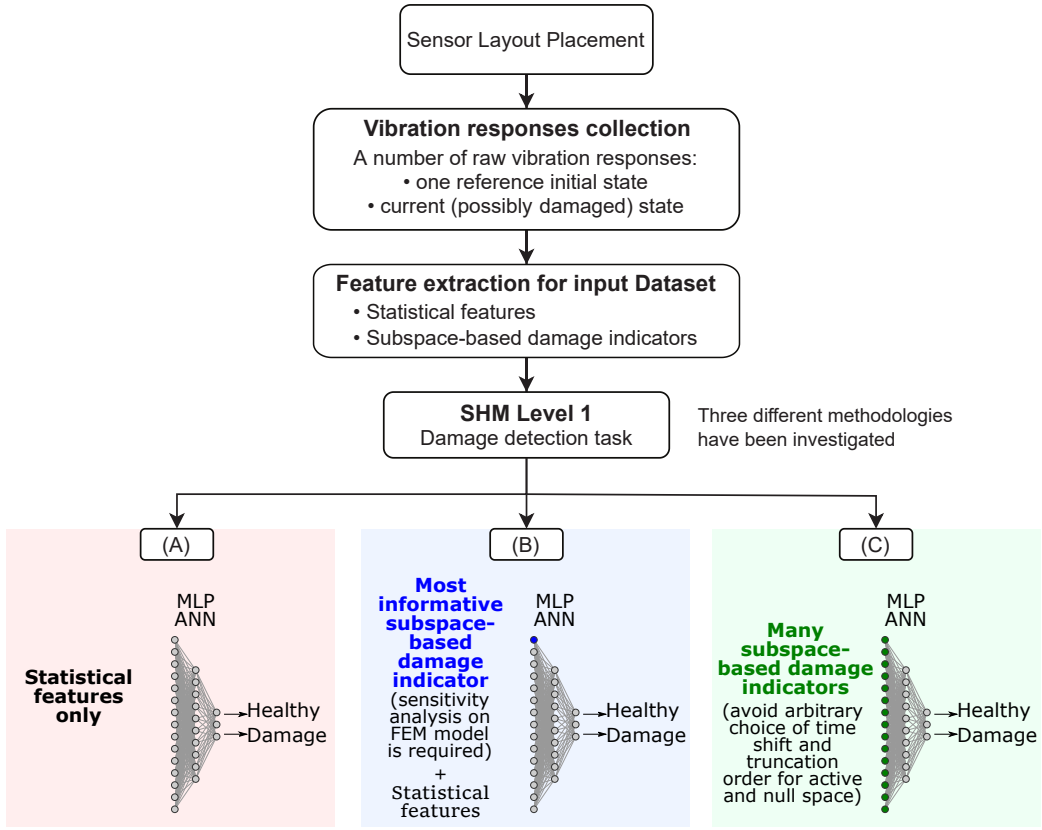 Sensor Layout Placement
Vibration responses collection
A number of raw vibration responses:
• one reference initial state
• current (possibly damaged) state
Feature extraction for input Dataset
• Statistical features
• Subspace-based damage indicators
SHM Level 1
Damage detection task
Three different methodologies
have been investigated
(A)
MLP
ANN
Statistical
features
only
Healthy
Damage
(B)
Most
informative
subspace-
based
damage
indicator
(sensitivity
analysis on
FEM model
is required)
+
Statistical
features
MLP
ANN
Healthy
Damage
(C)
MLP
ANN
Many
subspace-
based damage
indicators
(avoid arbitrary
choice of time
shift and
truncation
order for active
and null space)
Healthy
Damage